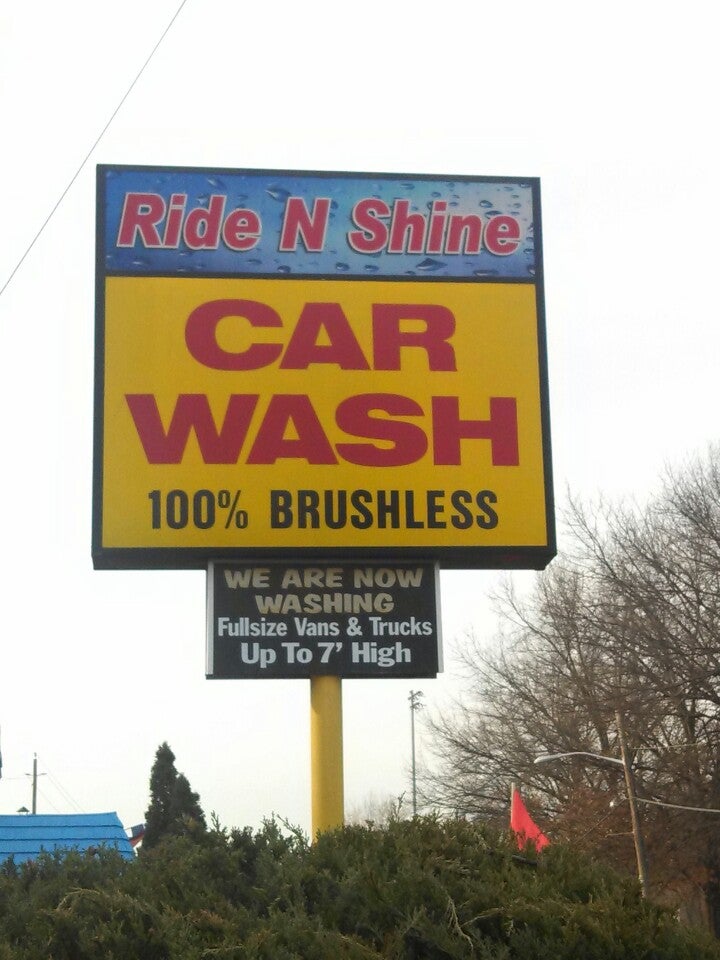 Ride N Shine
CAR
WASH
100% BRUSHLESS
WE ARE NOW
WASHING
Fullsize Vans & Trucks
Up To 7' High